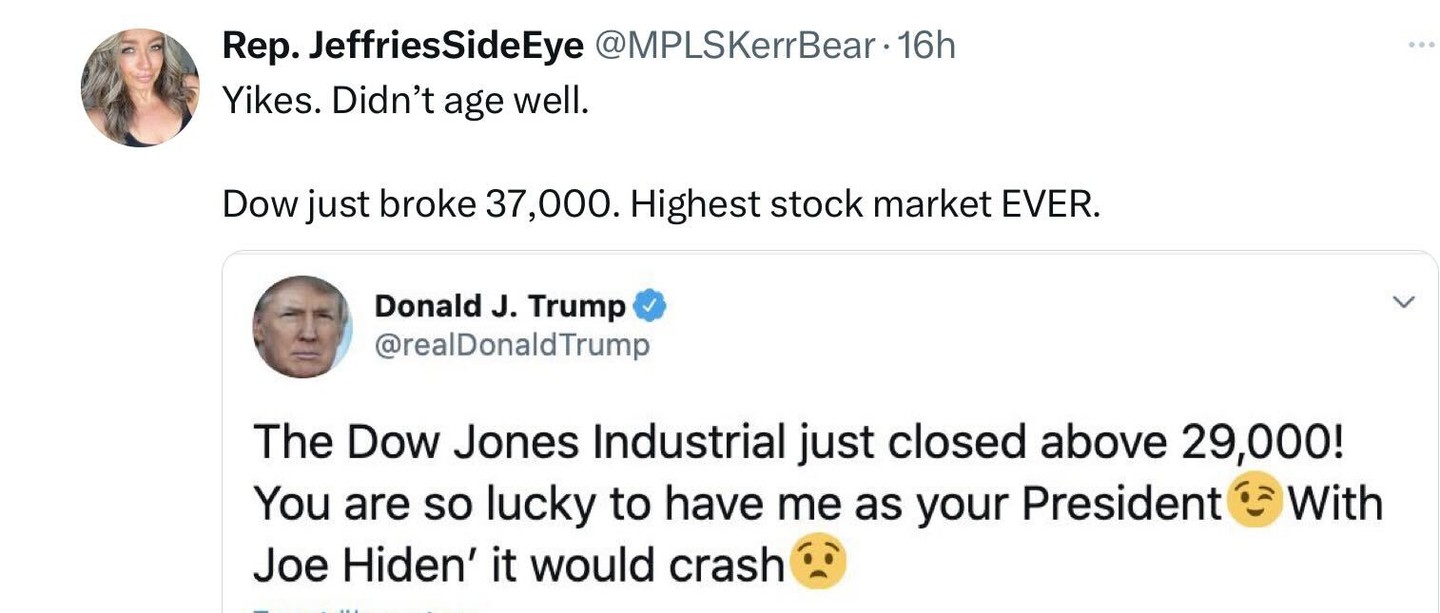 Rep. JeffriesSideEye @MPLSKerrBear · 16h
Yikes. Didn’t age well.
Dow just broke 37,000. Highest stock market EVER.
Donald J. Trump
@realDonaldTrump
The Dow Jones Industrial just closed above 29,000!
You are so lucky to have me as your President😉With
Joe Hiden’ it would crash😟